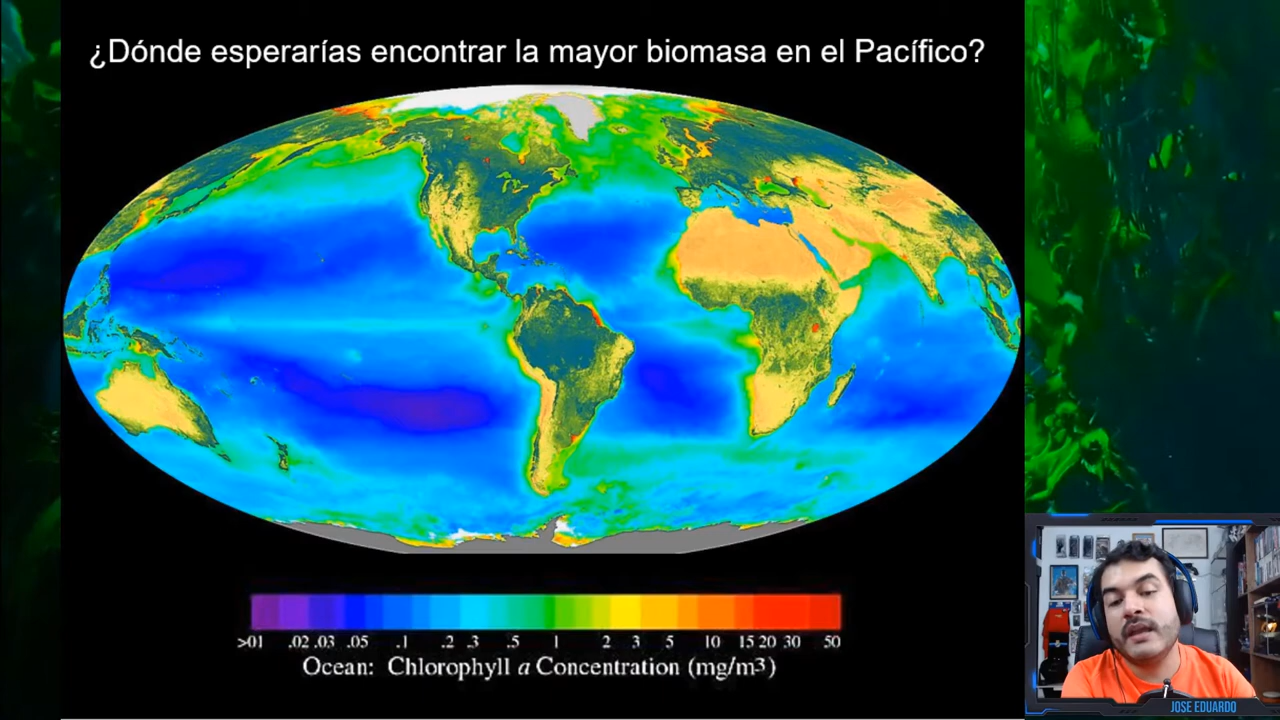 ¿Dónde esperarías encontrar la mayor biomasa en el Pacífico?
>01 .02 .03 .05 .1 .2 .3 .5 1 2 3 5 10 15 20 30 50
Ocean: Chlorophyll a Concentration (mg/m3)
JOSE EDUARDO